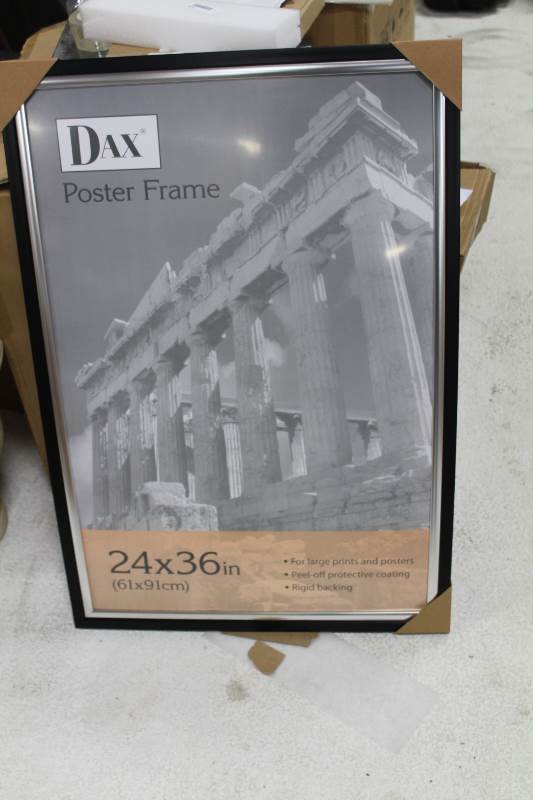 DAX®
Poster Frame
24x36in
(61x91cm)
• For large prints and posters
• Peel-off protective coating
• Rigid backing